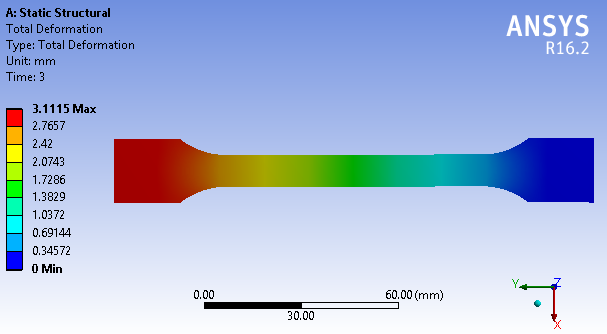 A: Static Structural
Total Deformation
Type: Total Deformation
Unit: mm
Time: 3
ANSYS
R16.2
3.1115 Max
2.7657
2.42
2.0743
1.7286
1.3829
1.0372
0.69144
0.34572
0 Min
0.00
60.00 (mm)
30.00
Y
Z
X